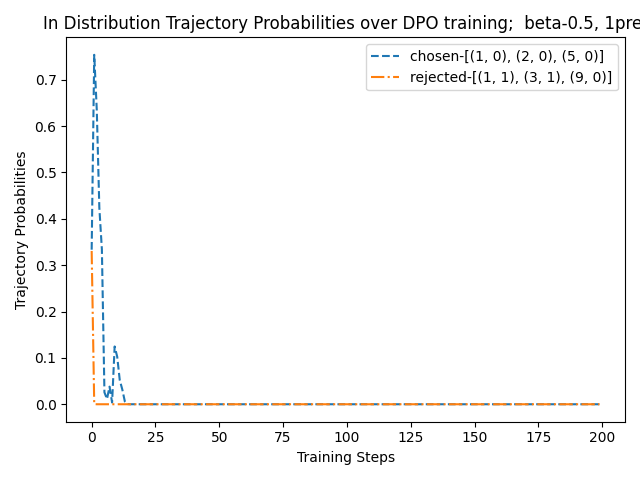 In Distribution Trajectory Probabilities over DPO training;  beta-0.5, 1pre
chosen-[(1, 0), (2, 0), (5, 0)]
rejected-[(1, 1), (3, 1), (9, 0)]
Trajectory Probabilities
0.7
0.6
0.5
0.4
0.3
0.2
0.1
0.0
0 25 50 75 100 125 150 175 200
Training Steps